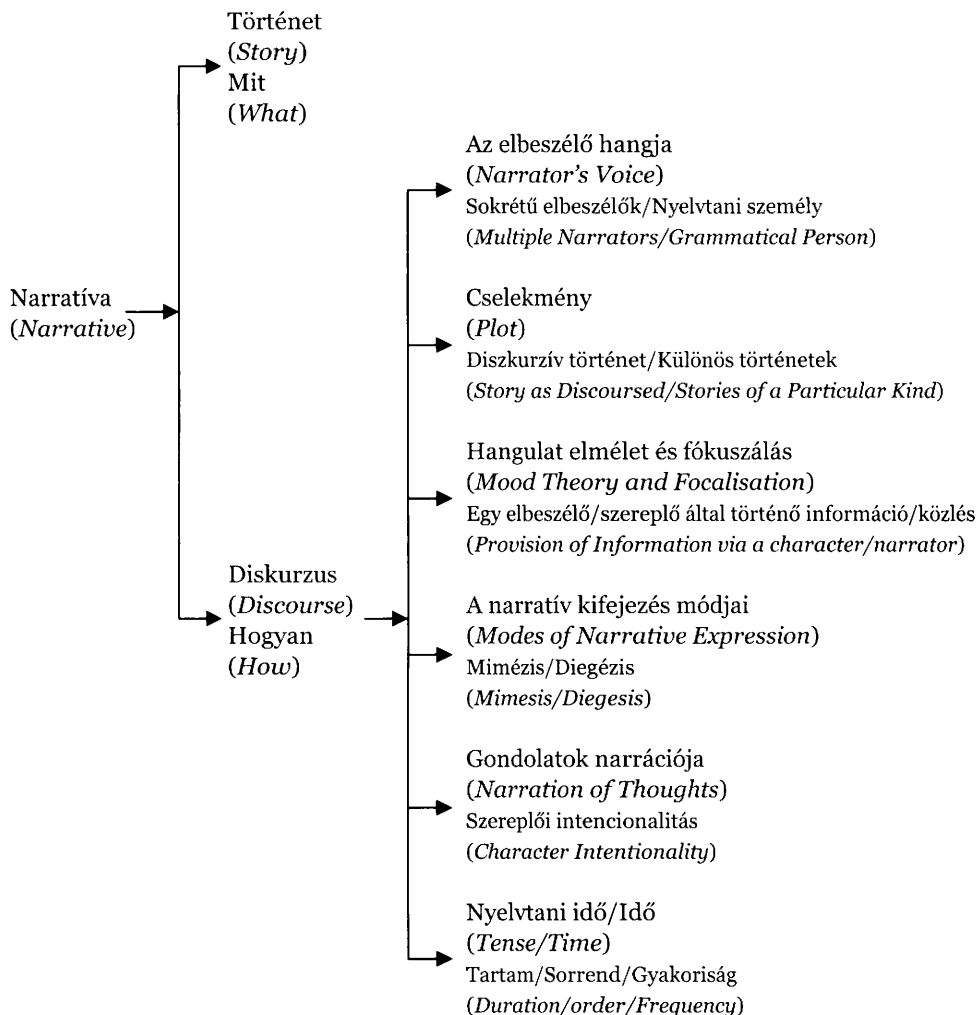 Történet
(Story)
Mit
(What)
Az elbeszélő hangja
(Narrator's Voice)
Sokrétű elbeszélők/Nyelvtani személy
(Multiple Narrators/Grammatical Person)
Narratíva
(Narrative)
Cselekmény
(Plot)
Diszkurzív történet/Különös történetek
(Story as Discoursed/Stories of a Particular Kind)
Hangulat elmélet és fókuszálás
(Mood Theory and Focalisation)
Egy elbeszélő/szereplő által történő információ/közlés
(Provision of Information via a character/narrator)
Diskurzus
(Discourse)
Hogyan
(How)
A narratív kifejezés módjai
(Modes of Narrative Expression)
Mimézis/Diegézis
(Mimesis/Diegesis)
Gondolatok narrációja
(Narration of Thoughts)
Szereplői intencionalitás
(Character Intentionality)
Nyelvtani idő/Idő
(Tense/Time)
Tartam/Sorrend/Gyakoriság
(Duration/order/Frequency)